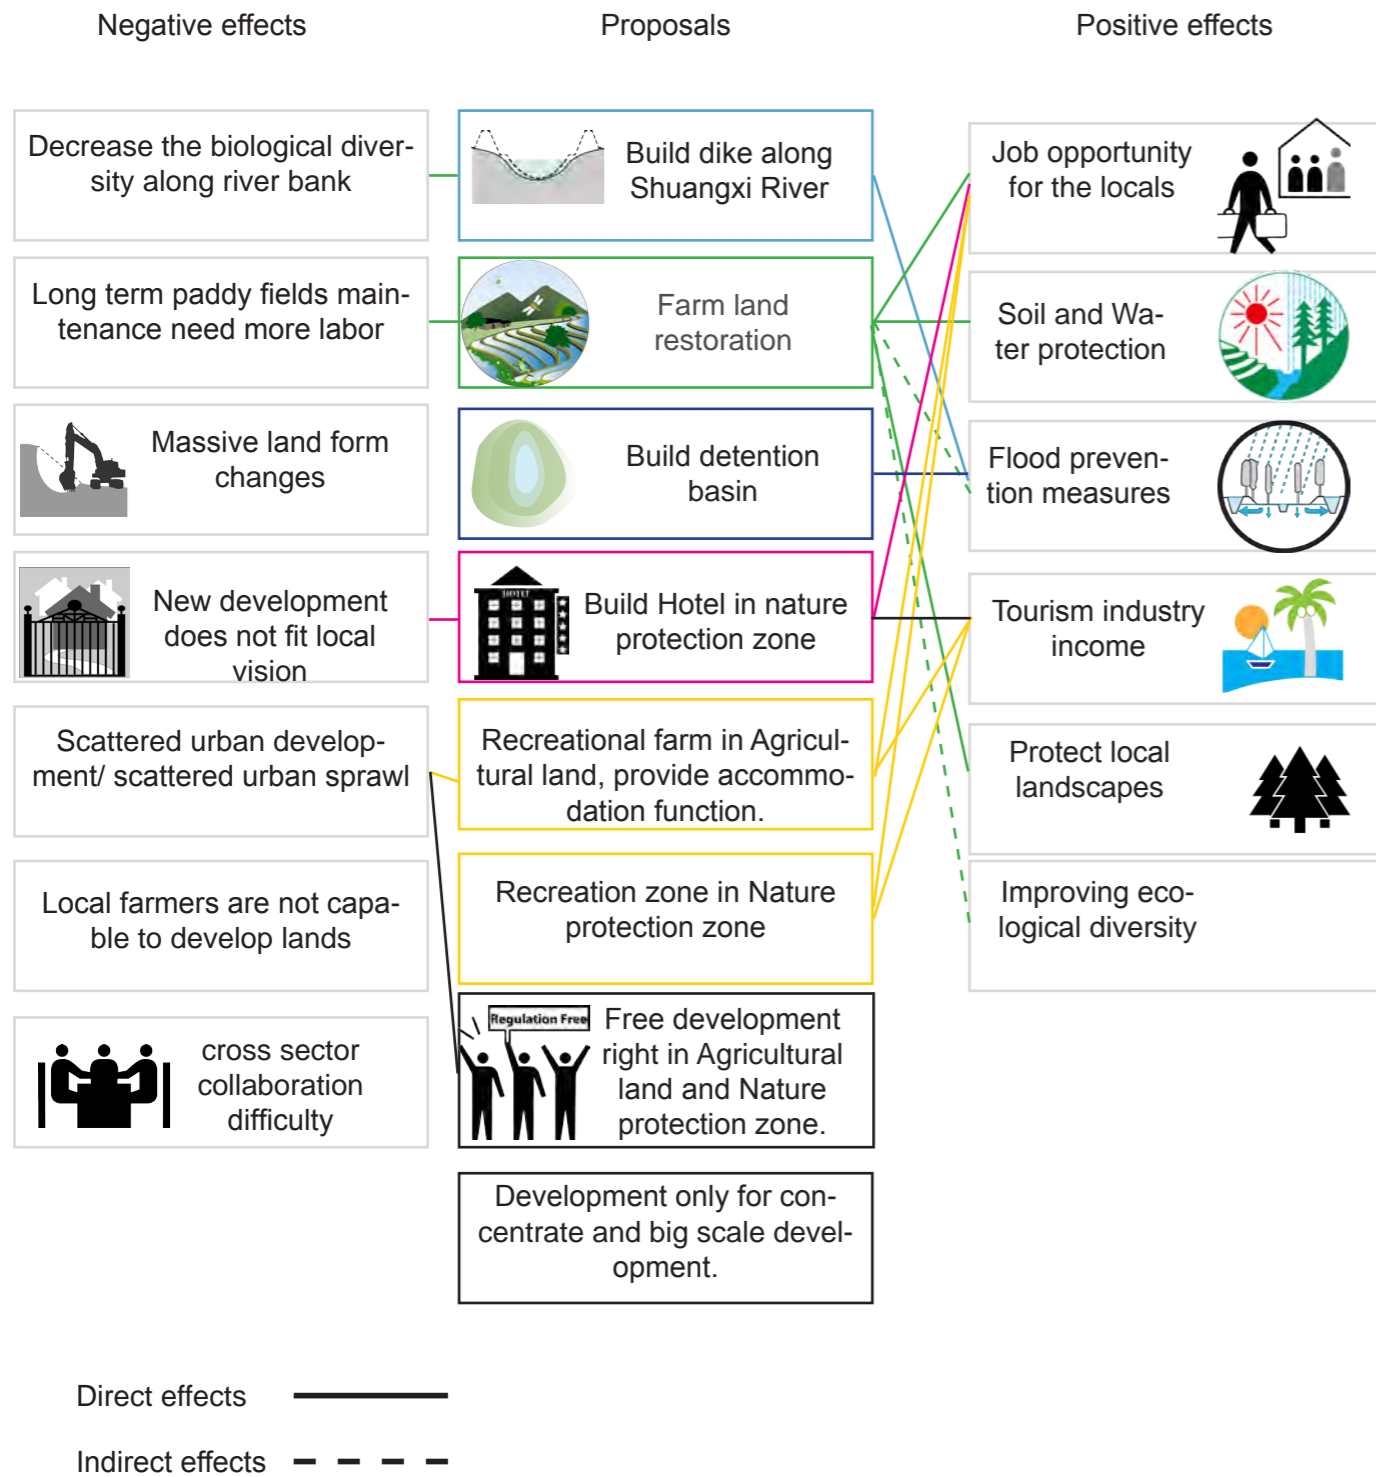 Negative effects
Proposals
Positive effects
Decrease the biological diver-
sity along river bank
Long term paddy fields main-
tenance need more labor
Massive land form
changes
New development
does not fit local
vision
Scattered urban develop-
ment/ scattered urban sprawl
Local farmers are not capa-
ble to develop lands
cross sector
collaboration
difficulty
Build dike along
Shuangxi River
Farm land
restoration
Build detention
basin
HOTEL
Build Hotel in nature
protection zone
Recreational farm in Agricul-
tural land, provide accommo-
dation function.
Recreation zone in Nature
protection zone
Regulation Free
Free development
right in Agricultural
land and Nature
protection zone.
Development only for con-
centrate and big scale devel-
opment.
Job opportunity
for the locals
Soil and Wa-
ter protection
Flood preven-
tion measures
Tourism industry
income
Protect local
landscapes
Improving eco-
logical diversity
Direct effects
Indirect effects